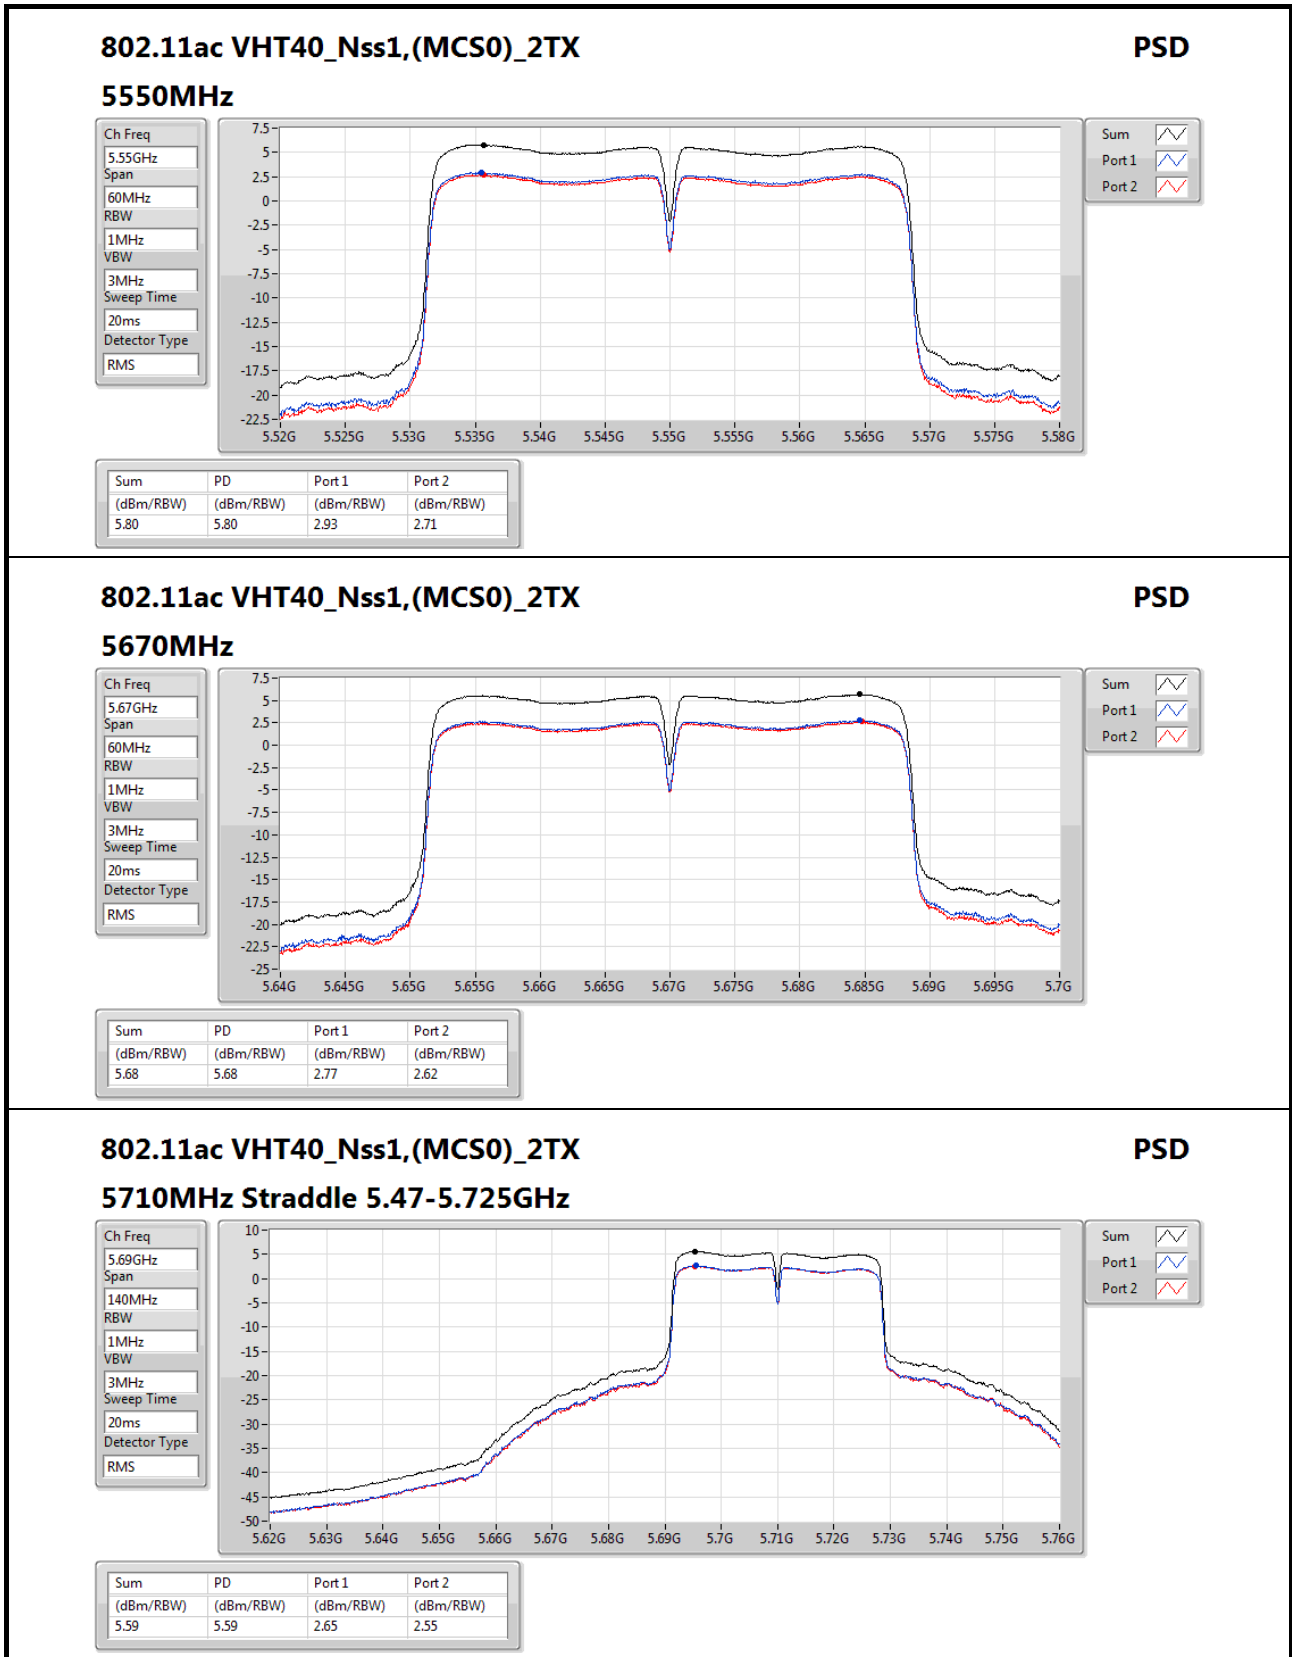 802.11ac VHT40_Nss1,(MCS0)_2TX PSD
5550MHz
Ch Freq
5.55GHz
Span
60MHz
RBW
1MHz
VBW
3MHz
Sweep Time
20ms
Detector Type
RMS
7.5
5
2.5
0
-2.5
-5
-7.5
-10
-12.5
-15
-17.5
-20
-22.5
5.52G 5.525G 5.53G 5.535G 5.54G 5.545G 5.55G 5.555G 5.56G 5.565G 5.57G 5.575G 5.58G
Sum
Port 1
Port 2
Sum PD Port 1 Port 2
(dBm/RBW) (dBm/RBW) (dBm/RBW) (dBm/RBW)
5.80 5.80 2.93 2.71
802.11ac VHT40_Nss1,(MCS0)_2TX PSD
5670MHz
Ch Freq
5.67GHz
Span
60MHz
RBW
1MHz
VBW
3MHz
Sweep Time
20ms
Detector Type
RMS
7.5
5
2.5
0
-2.5
-5
-7.5
-10
-12.5
-15
-17.5
-20
-22.5
-25
5.64G 5.645G 5.65G 5.655G 5.66G 5.665G 5.67G 5.675G 5.68G 5.685G 5.69G 5.695G 5.7G
Sum
Port 1
Port 2
Sum PD Port 1 Port 2
(dBm/RBW) (dBm/RBW) (dBm/RBW) (dBm/RBW)
5.68 5.68 2.77 2.62
802.11ac VHT40_Nss1,(MCS0)_2TX PSD
5710MHz Straddle 5.47-5.725GHz
Ch Freq
5.69GHz
Span
140MHz
RBW
1MHz
VBW
3MHz
Sweep Time
20ms
Detector Type
RMS
10
5
0
-5
-10
-15
-20
-25
-30
-35
-40
-45
-50
5.62G 5.63G 5.64G 5.65G 5.66G 5.67G 5.68G 5.69G 5.7G 5.71G 5.72G 5.73G 5.74G 5.75G 5.76G
Sum
Port 1
Port 2
Sum PD Port 1 Port 2
(dBm/RBW) (dBm/RBW) (dBm/RBW) (dBm/RBW)
5.59 5.59 2.65 2.55